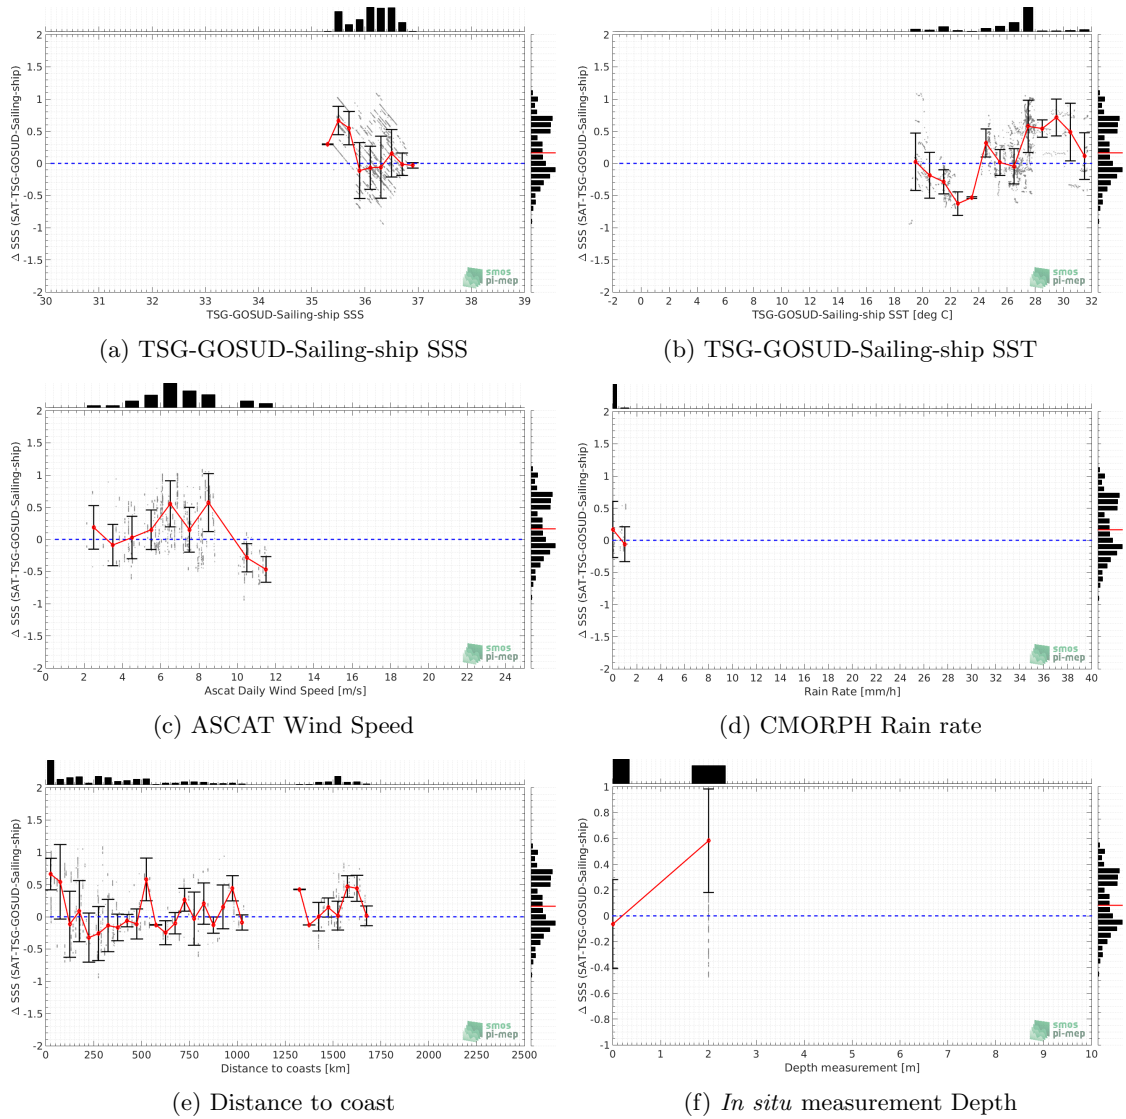 2
1.5
1
0.5
0
-0.5
-1
-1.5
2
Δ SSS (SAT-TSG-GOSUD-Sailing-ship)
30 31 32 33 34 35 36 37 38 39
TSG-GOSUD-Sailing-ship SSS
smos
pi-mep
(a) TSG-GOSUD-Sailing-ship SSS
2
1.5
1
0.5
0
-0.5
-1
-1.5
-2
Δ SSS (SAT-TSG-GOSUD-Sailing-ship)
-2 0 2 4 6 8 10 12 14 16 18 20 22 24 26 28 30 32
TSG-GOSUD-Sailing-ship SST [deg C]
smos
pi-mep
(b) TSG-GOSUD-Sailing-ship SST
2
1.5
1
0.5
0
-0.5
-1
-1.5
-2
Δ SSS (SAT-TSG-GOSUD-Sailing-ship)
0 2 4 6 8 10 12 14 16 18 20 22 24
Ascat Daily Wind Speed [m/s]
smos
pi-mep
(c) ASCAT Wind Speed
2
1.5
1
0.5
0
-0.5
-1
-1.5
-2
Δ SSS (SAT-TSG-GOSUD-Sailing-ship)
0 2 4 6 8 10 12 14 16 18 20 22 24 26 28 30 32 34 36 38 40
Rain Rate [mm/h]
smos
pi-mep
(d) CMORPH Rain rate
2
1.5
1
0.5
0
-0.5
-1
-1.5
-2
Δ SSS (SAT-TSG-GOSUD-Sailing-ship)
0 250 500 750 1000 1250 1500 1750 2000 2250 2500
Distance to coasts [km]
smos
pi-mep
(e) Distance to coast
1
0.8
0.6
0.4
0.2
0
-0.2
-0.4
-0.6
-0.8
-1
Δ SSS (SAT-TSG-GOSUD-Sailing-ship)
0 1 2 3 4 5 6 7 8 9 10
Depth measurement [m]
smos
pi-mep
(f) In situ measurement Depth